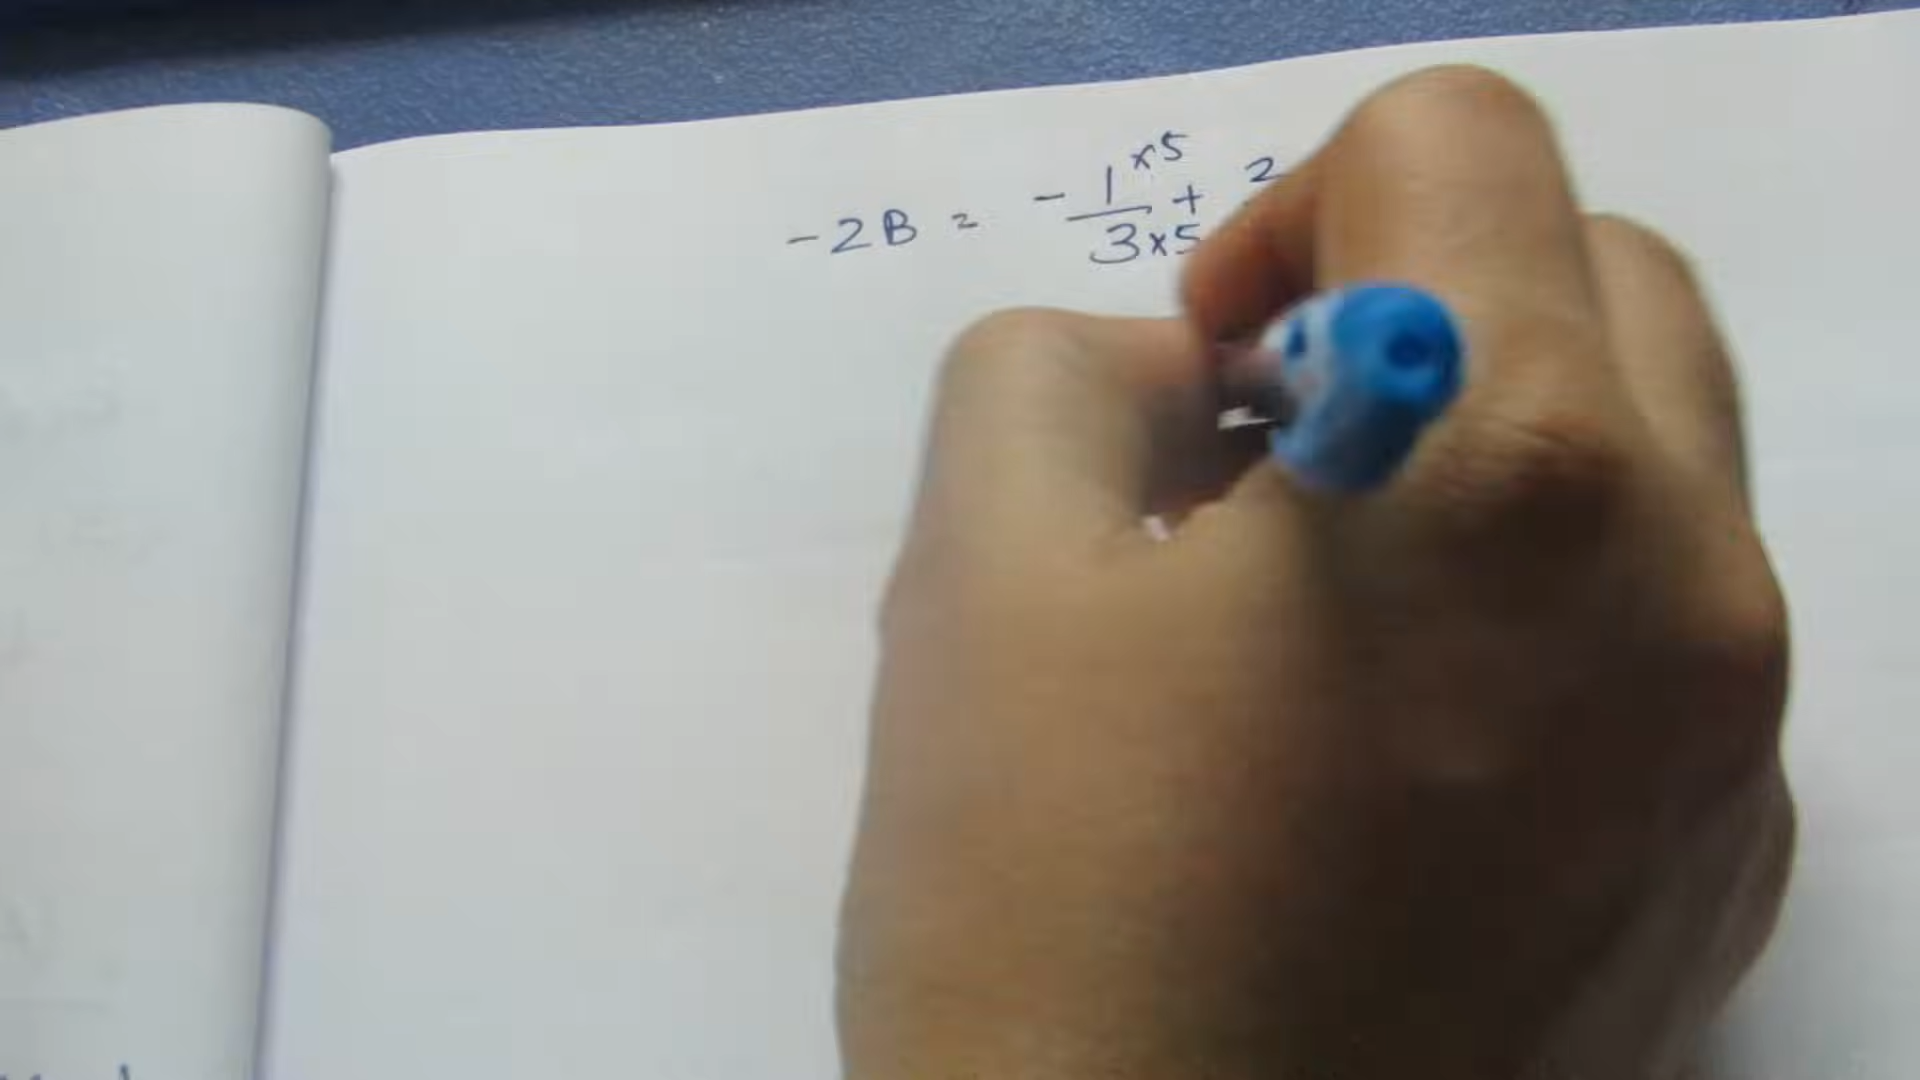 -2B = - 1×5/3×5 + 2